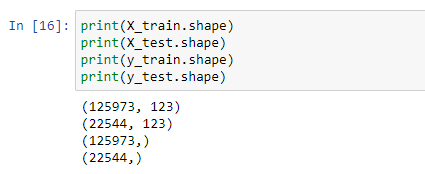 In [16]: print(X_train.shape)
print(X_test.shape)
print(y_train.shape)
print(y_test.shape)
(125973, 123)
(22544, 123)
(125973,)
(22544,)